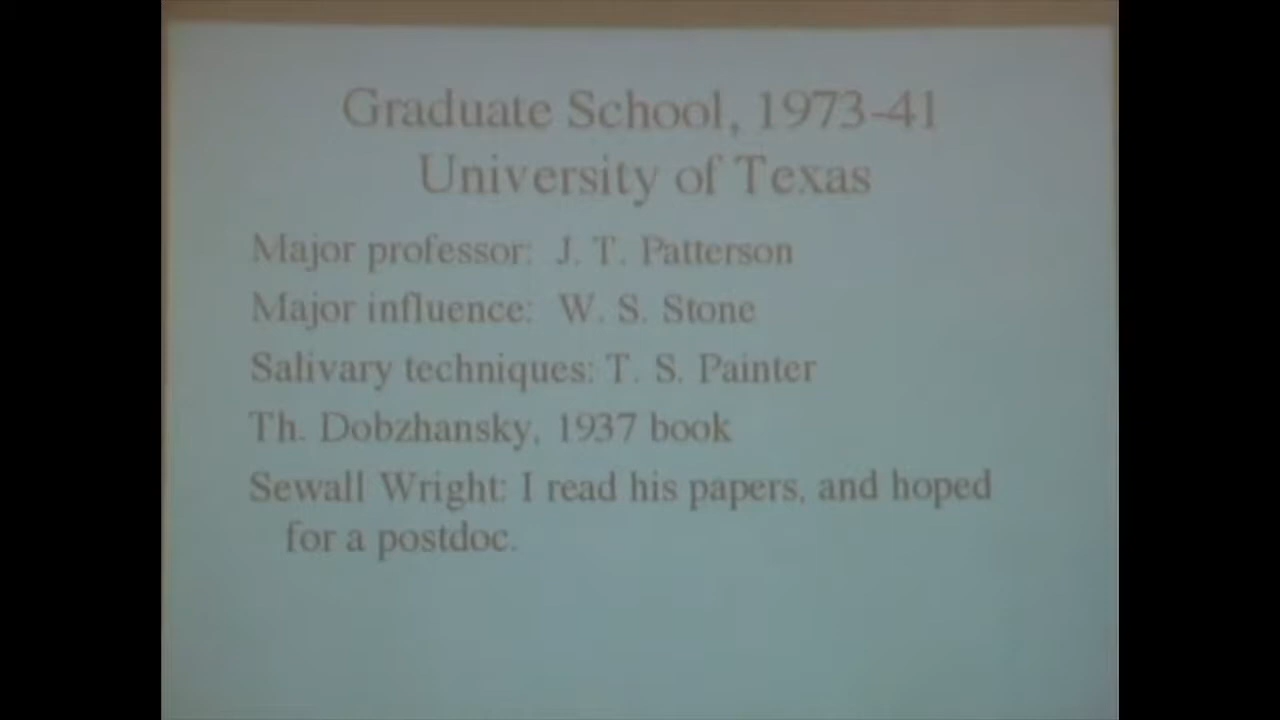 Graduate School, 1973-41
University of Texas
Major professor: J. T. Patterson
Major influence: W. S. Stone
Salivary techniques: T. S. Painter
Th. Dobzhansky, 1937 book
Sewall Wright: I read his papers, and hoped
for a postdoc.